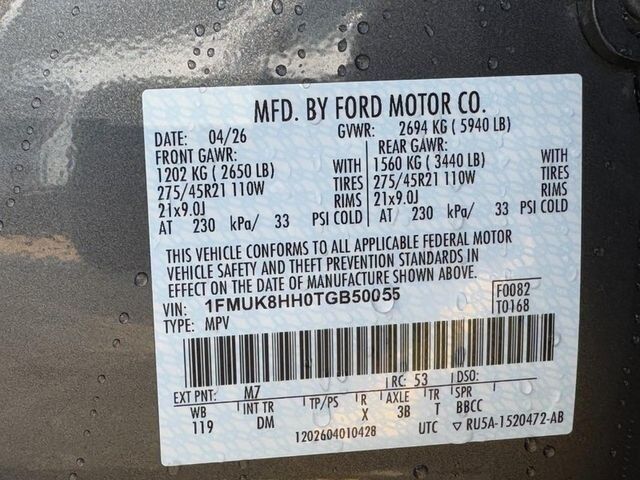 MFD. BY FORD MOTOR CO.
DATE: 04/26 GVWR: 2694 KG ( 5940 LB)
FRONT GAWR: REAR GAWR:
1202 KG ( 2650 LB) WITH 1560 KG ( 3440 LB) WITH
275/45R21 110W TIRES 275/45R21 110W TIRES
21x9.0J RIMS 21x9.0J RIMS
AT 230 kPa/ 33 PSI COLD AT 230 kPa/ 33 PSI COLD
THIS VEHICLE CONFORMS TO ALL APPLICABLE FEDERAL MOTOR
VEHICLE SAFETY AND THEFT PREVENTION STANDARDS IN
EFFECT ON THE DATE OF MANUFACTURE SHOWN ABOVE.
VIN: 1FMUK8HH0TGB50055 F0082
TYPE: MPV T0168
EXT PNT: M7 RC: 53 DSO:
WB INT TR TP/PS R AXLE TR SPR
119 DM X 3B T BBCC
1202604010428 UTC ▽ RU5A-1520472-AB